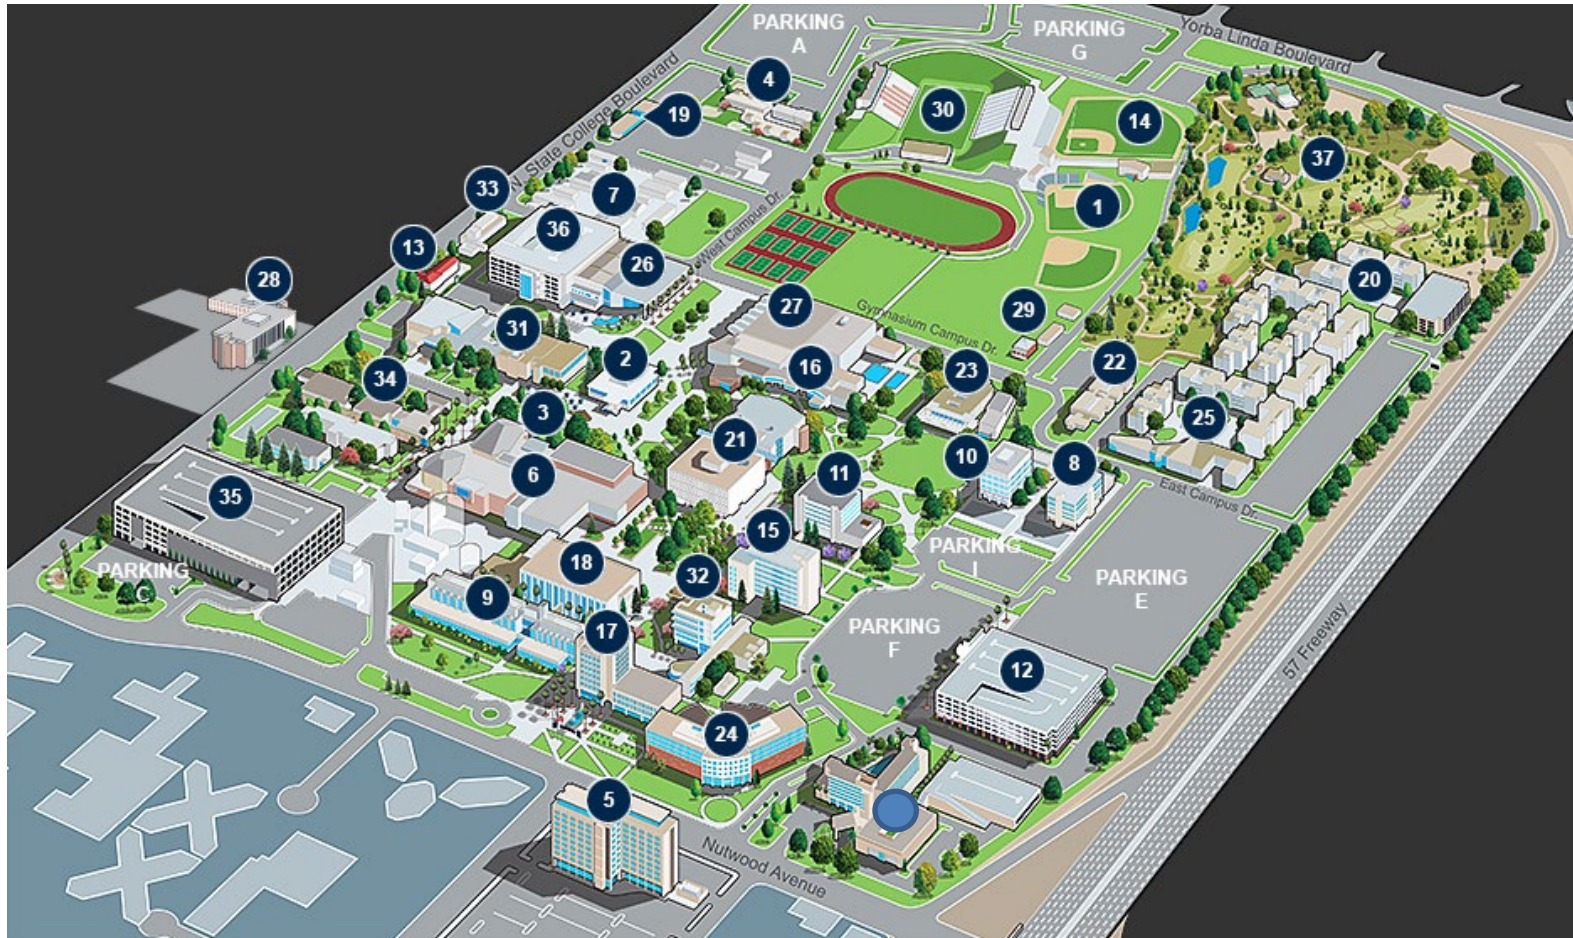 PARKING
A
PARKING
G
Yorba Linda Boulevard
4
30
14
19
N. State College Boulevard
37
33
7
1
36
West Campus Dr.
13
26
28
20
27
29
Gymnasium Campus Dr.
31
2
16
23
22
34
3
25
21
10
8
6
11
35
East Campus Dr.
15
PARKING
I
18
32
PARKING
C
PARKING
E
9
17
PARKING
F
57 Freeway
12
24
5
Nutwood Avenue